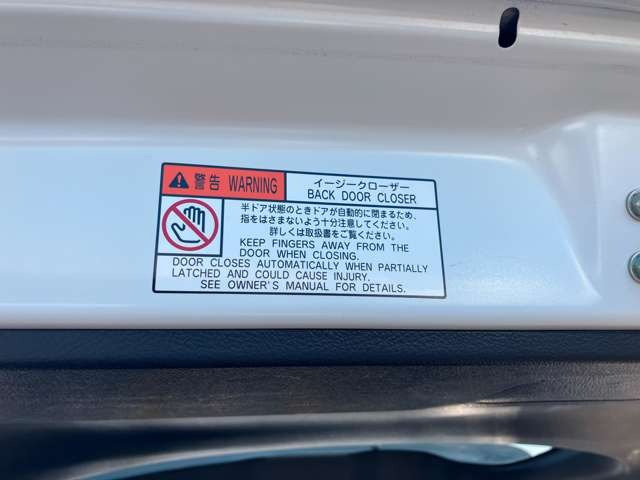 警告 WARNING
イージークローザー
BACK DOOR CLOSER
半ドア状態のときドアが自動的に閉まるため、
指をはさまないよう十分注意してください。
詳しくは取扱書をご覧ください。
KEEP FINGERS AWAY FROM THE
DOOR WHEN CLOSING.
DOOR CLOSES AUTOMATICALLY WHEN PARTIALLY
LATCHED AND COULD CAUSE INJURY.
SEE OWNER'S MANUAL FOR DETAILS.